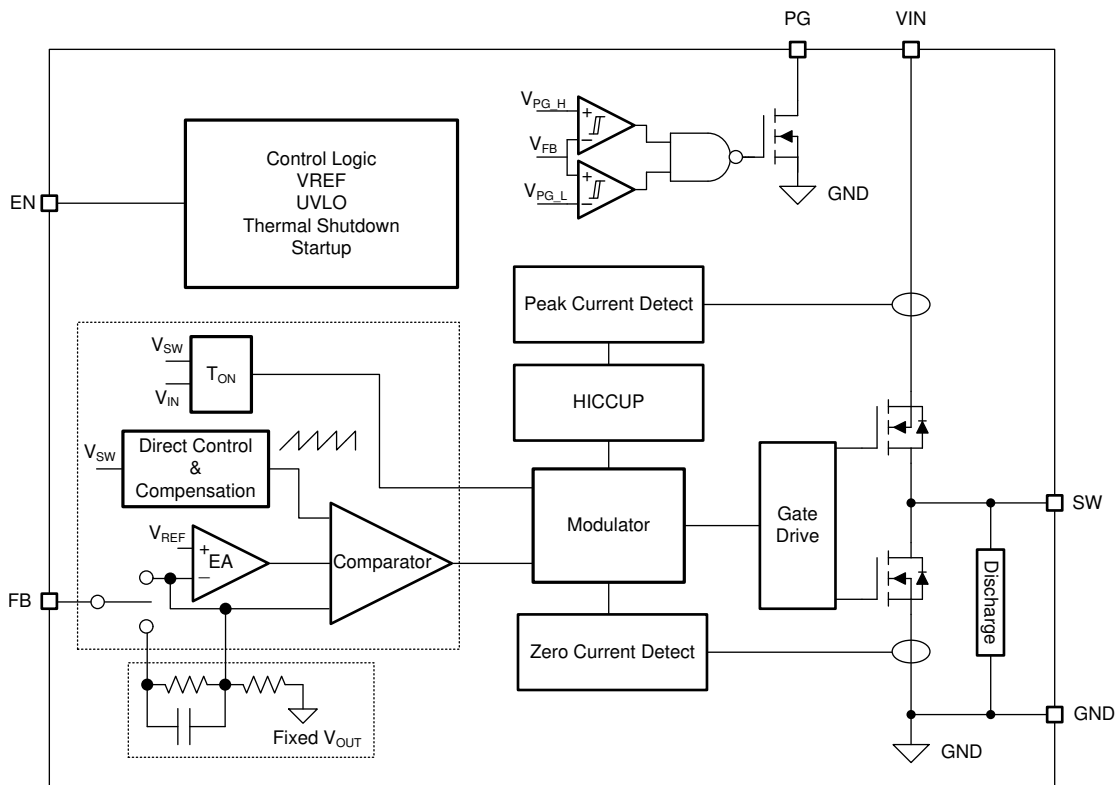 PG
VIN
V_PG_H
+
−
V_FB
+
V_PG_L
−
GND
Control Logic
VREF
UVLO
Thermal Shutdown
Startup
EN
Peak Current Detect
V_SW
V_IN
T_ON
HICCUP
V_SW
Direct Control
&
Compensation
Modulator
Gate
Drive
SW
V_REF
+
EA
−
Comparator
FB
Discharge
Zero Current Detect
Fixed V_OUT
GND
GND